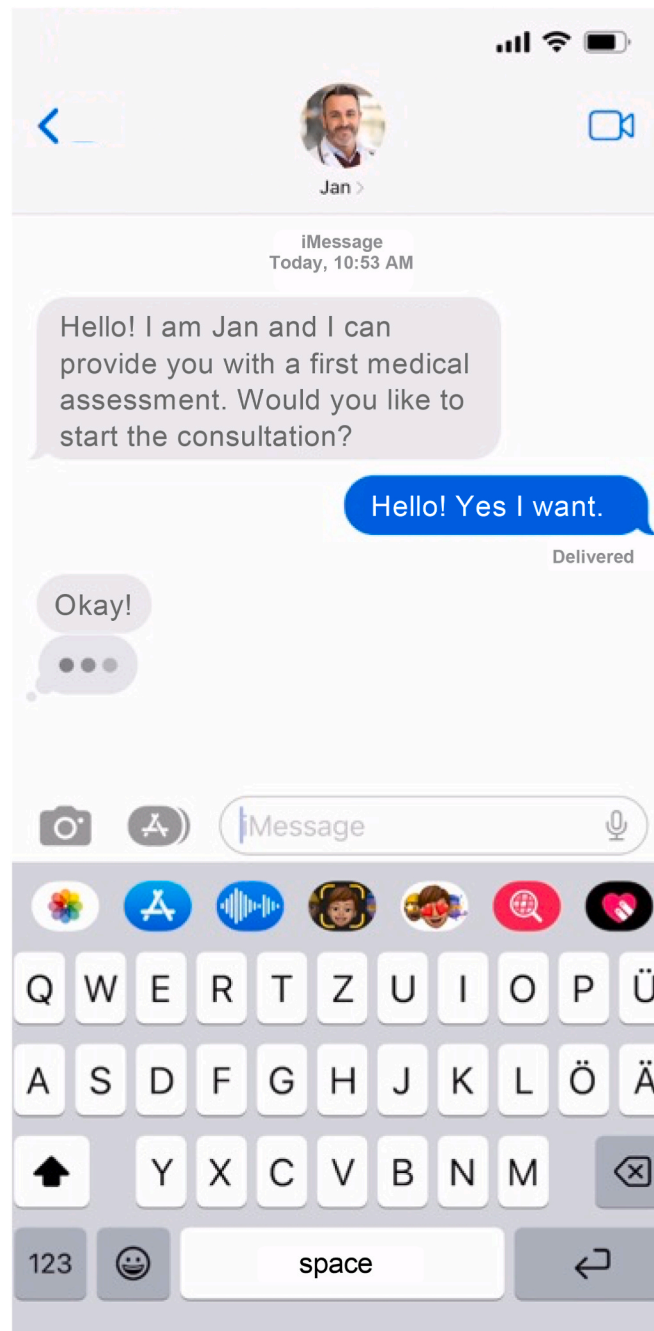 Jan
iMessage
Today, 10:53 AM
Hello! I am Jan and I can
provide you with a first medical
assessment. Would you like to
start the consultation?
Hello! Yes I want.
Delivered
Okay!
iMessage
Q W E R T Z U I O P Ü
A S D F G H J K L Ö Ä
Y X C V B N M
123 space